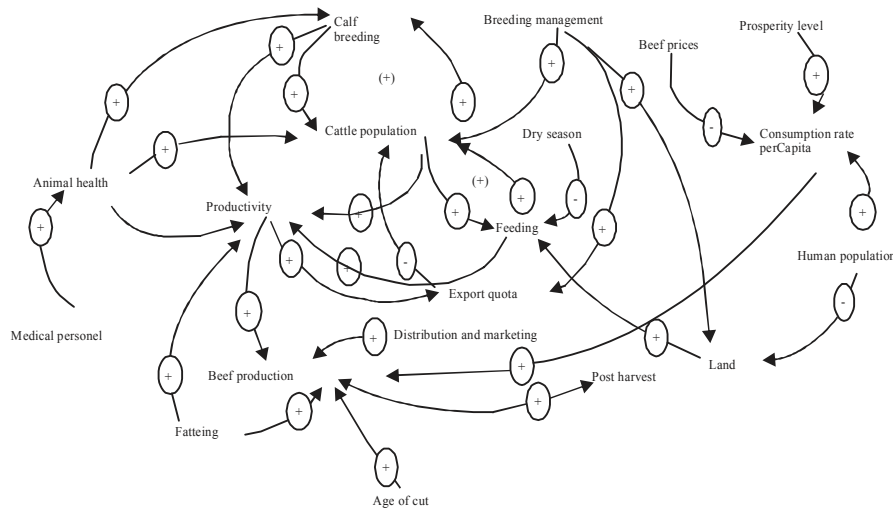 Calf
breeding
Breeding management
Prosperity level
Beef prices
+
+
+
+
+
+
+
(+)
+
+
-
Cattle population
Dry season
Consumption rate
perCapita
+
Animal health
(+)
+
-
+
Productivity
+
+
+
+
Feeding
+
+
+
-
Human population
Export quota
-
Medical personel
+
Distribution and marketing
+
+
Land
+
Beef production
+
Post harvest
+
+
Fatteing
+
Age of cut